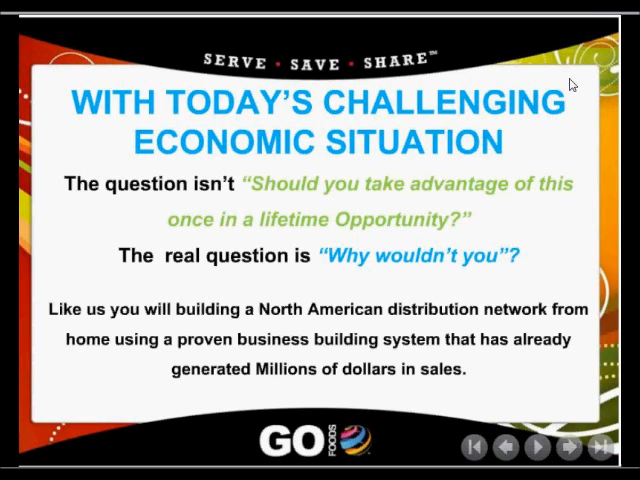 SERVE • SAVE • SHARE™
WITH TODAY'S CHALLENGING
ECONOMIC SITUATION
The question isn't “Should you take advantage of this
once in a lifetime Opportunity?”
The real question is “Why wouldn't you”?
Like us you will building a North American distribution network from
home using a proven business building system that has already
generated Millions of dollars in sales.
GO FOODS